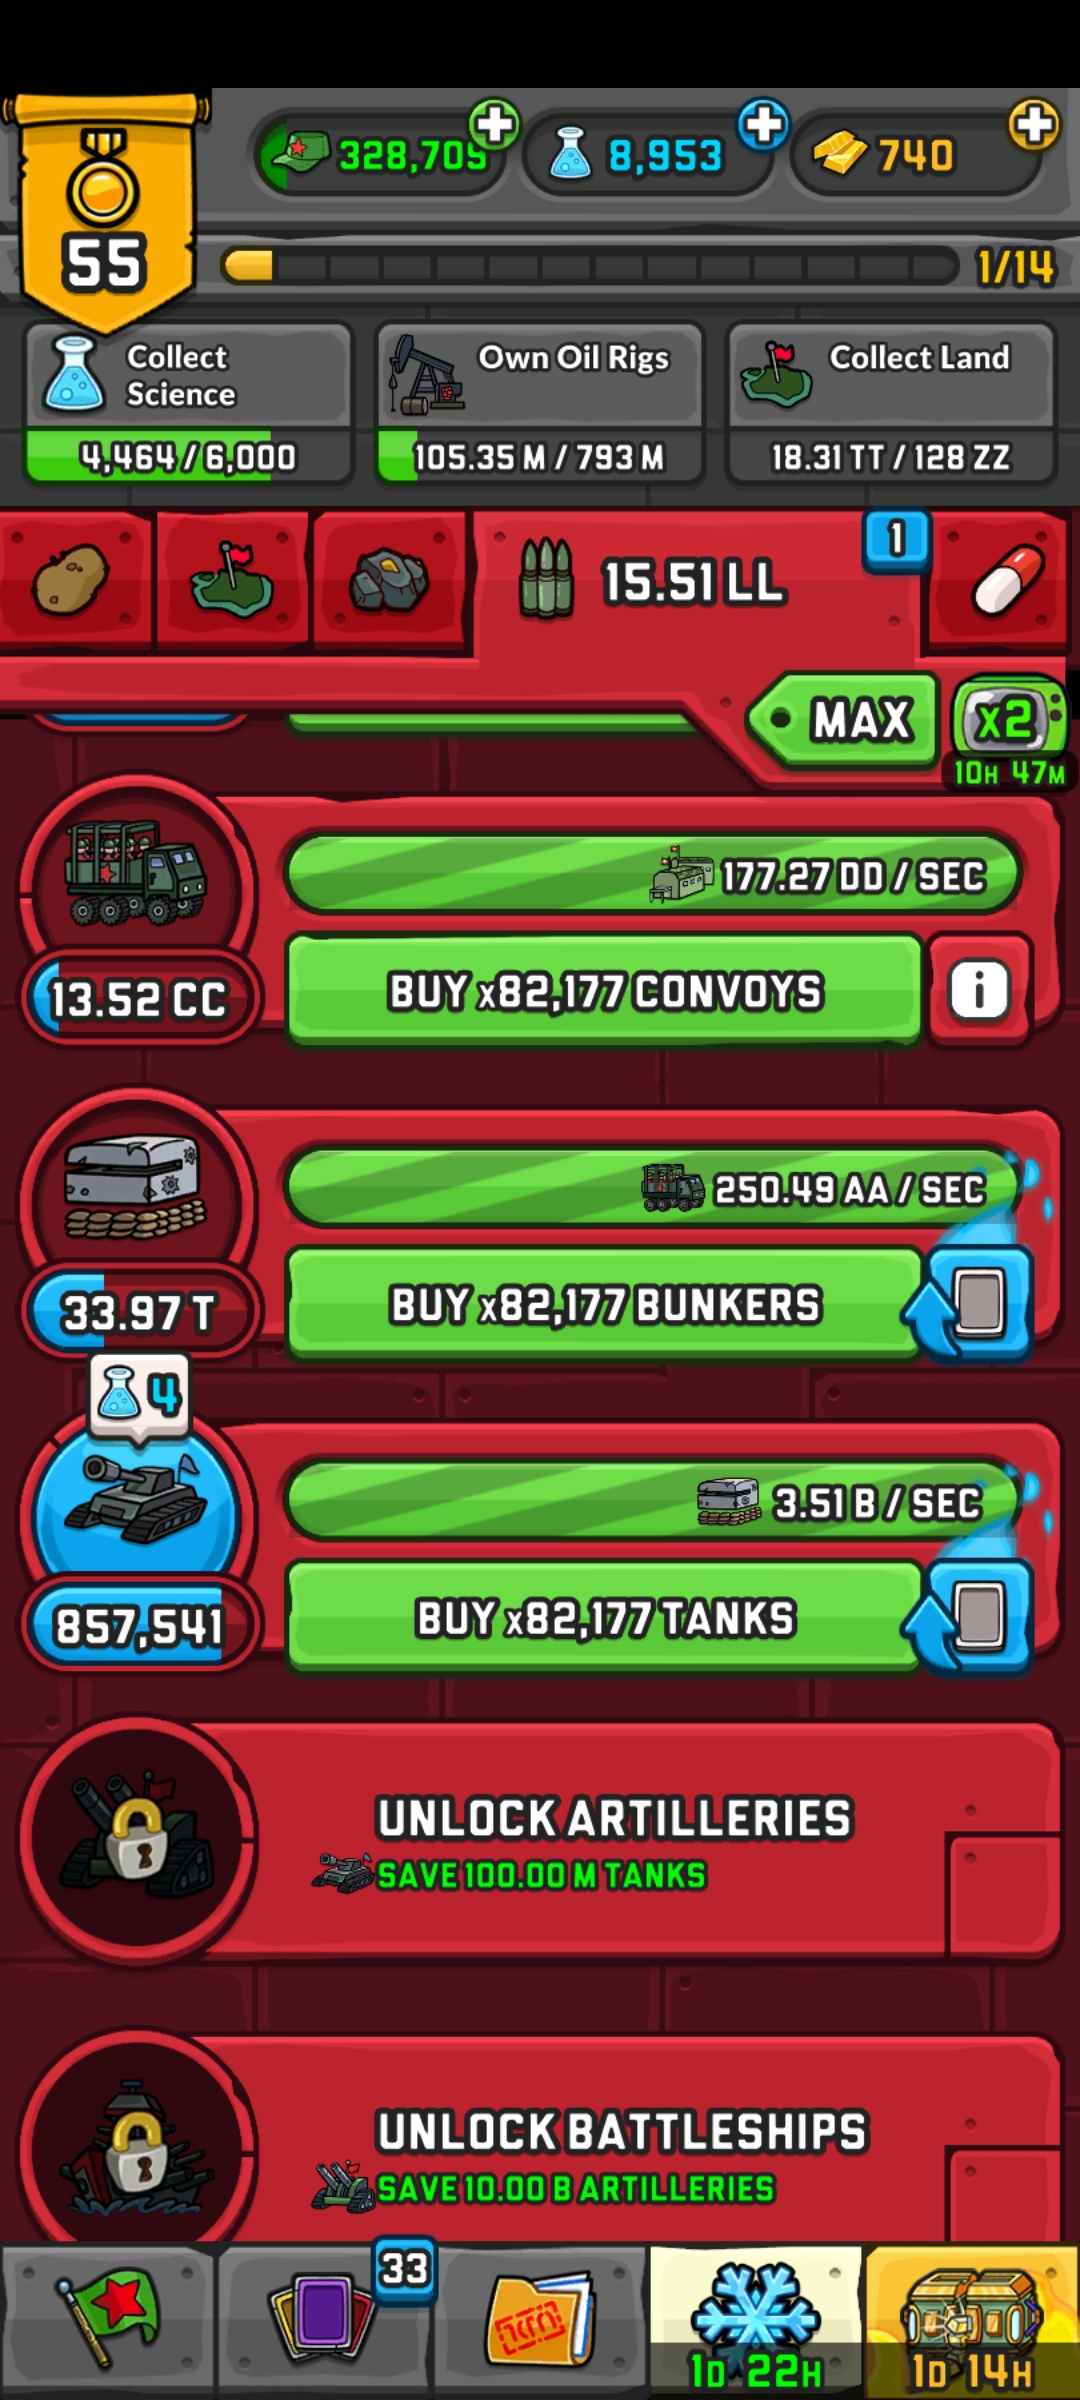 328,705
8,953
740
55
1/14
Collect
Science
4,464 / 6,000
Own Oil Rigs
105.35 M / 793 M
Collect Land
18.31 TT / 128 ZZ
15.51 LL
1
MAX
x2
10H 47M
177.27 DD / SEC
13.52 CC
BUY x82,177 CONVOYS
i
250.49 AA / SEC
33.97 T
BUY x82,177 BUNKERS
4
3.51 B / SEC
857,541
BUY x82,177 TANKS
UNLOCK ARTILLERIES
SAVE 100.00 M TANKS
UNLOCK BATTLESHIPS
SAVE 10.00 B ARTILLERIES
33
1D 22H
1D 14H